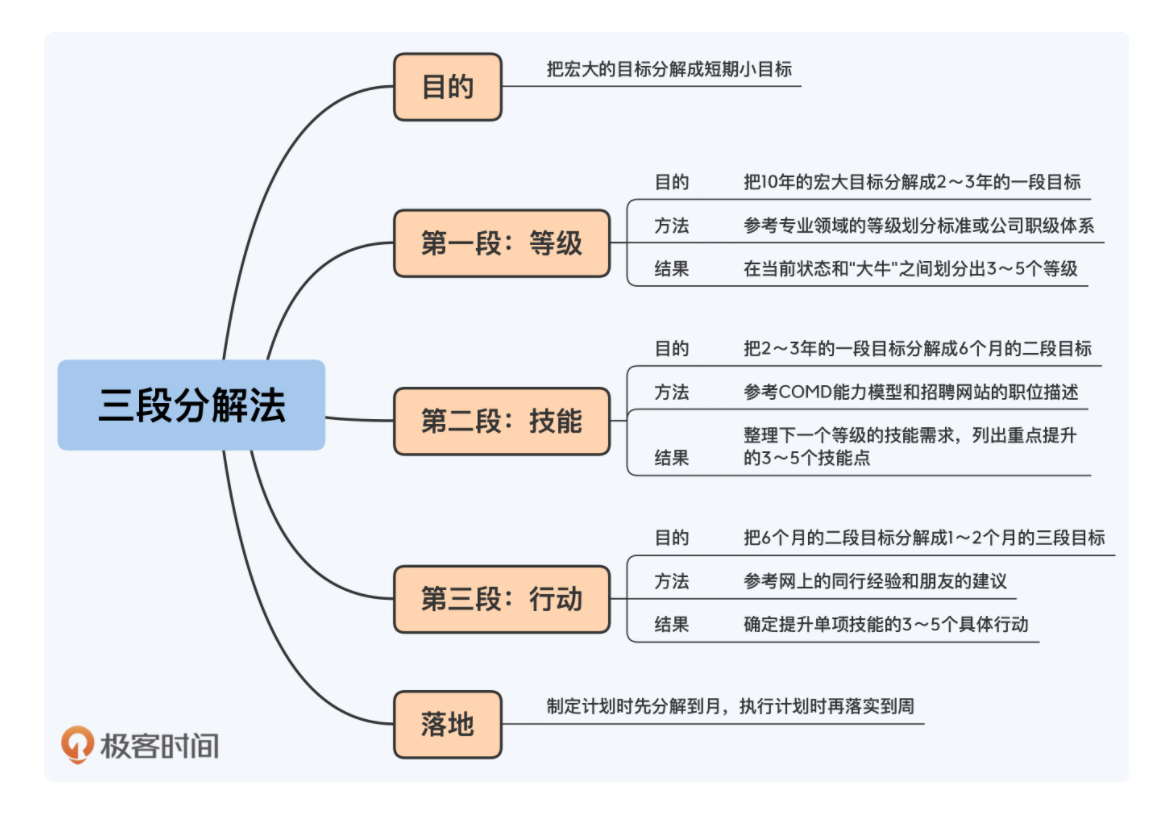 目的
把宏大的目标分解成短期小目标
第一段：等级
目的 把10年的宏大目标分解成2～3年的一段目标
方法 参考专业领域的等级划分标准或公司职级体系
结果 在当前状态和"大牛"之间划分出3～5个等级
三段分解法
第二段：技能
目的 把2～3年的一段目标分解成6个月的二段目标
方法 参考COMD能力模型和招聘网站的职位描述
结果 整理下一个等级的技能需求，列出重点提升
的3～5个技能点
第三段：行动
目的 把6个月的二段目标分解成1～2个月的三段目标
方法 参考网上的同行经验和朋友的建议
结果 确定提升单项技能的3～5个具体行动
落地
制定计划时先分解到月，执行计划时再落实到周
极客时间